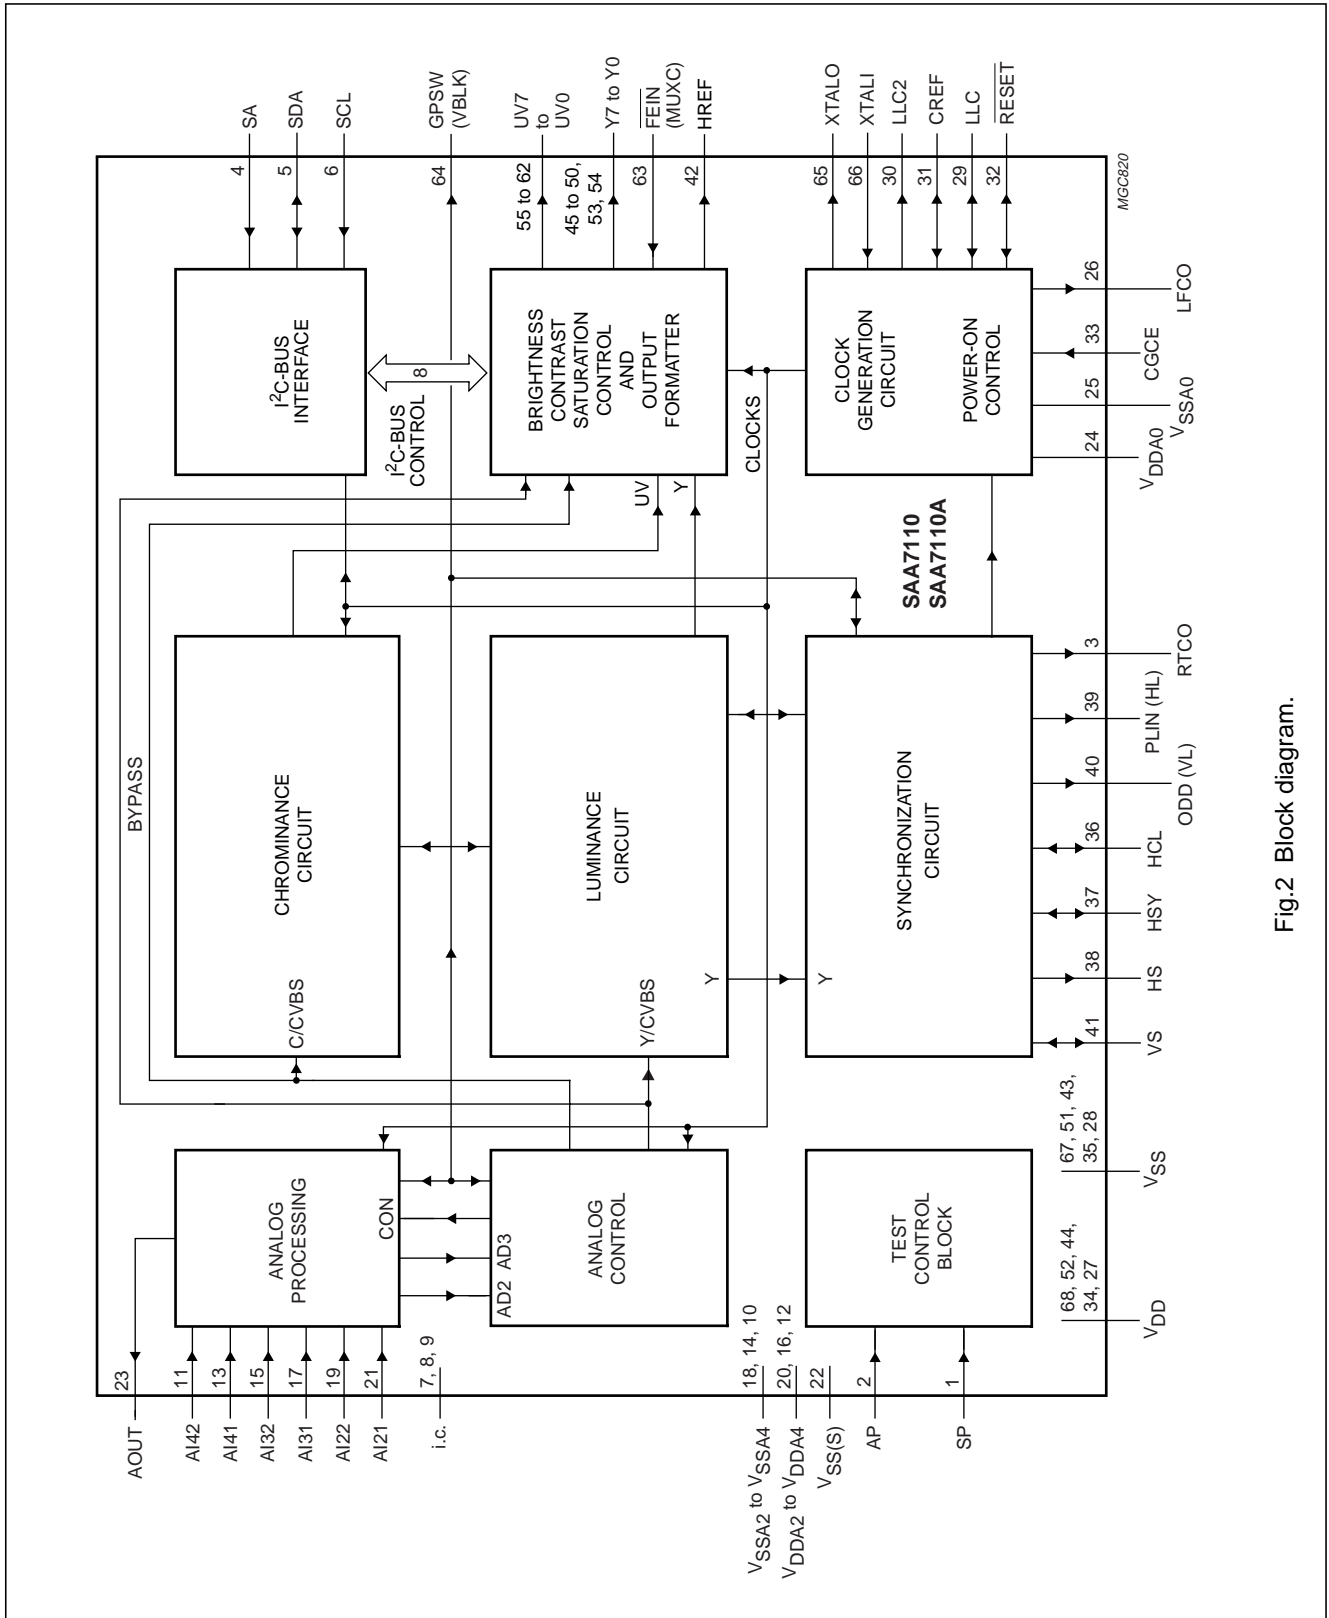 SA
SDA
SCL
GPSW
(VBLK)
UV7
to
UV0
Y7 to Y0
FEIN
(MUXC)
HREF
XTALO
XTALI
LLC2
CREF
LLC
RESET
4
5
6
64
55 to 62
45 to 50,
53, 54
63
42
65
66
30
31
29
32
MGC820
I2C-BUS
INTERFACE
8
I2C-BUS
CONTROL
BRIGHTNESS
CONTRAST
SATURATION
CONTROL
AND
OUTPUT
FORMATTER
UV
Y
CLOCKS
CLOCK
GENERATION
CIRCUIT
POWER-ON
CONTROL
26
LFCO
33
CGCE
25
VSSA0
24
VDDA0
SAA7110
SAA7110A
BYPASS
CHROMINANCE
CIRCUIT
C/CVBS
LUMINANCE
CIRCUIT
Y/CVBS
Y
Y
SYNCHRONIZATION
CIRCUIT
3
RTCO
39
PLIN (HL)
40
ODD (VL)
36
HCL
37
HSY
38
HS
41
VS
67, 51, 43,
35, 28
VSS
68, 52, 44,
34, 27
VDD
ANALOG
PROCESSING
CON
AD2
AD3
ANALOG
CONTROL
TEST
CONTROL
BLOCK
23
11
13
15
17
19
21
7, 8, 9
18, 14, 10
20, 16, 12
22
2
1
AOUT
AI42
AI41
AI32
AI31
AI22
AI21
i.c.
VSSA2 to VSSA4
VDDA2 to VDDA4
VSS(S)
AP
SP
Fig.2 Block diagram.